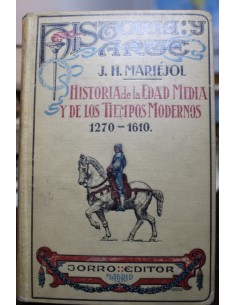 HISTORIA:Y
ARTE
J. H. MARIÉJOL
HISTORIA de la EDAD MEDIA
Y DE LOS TIEMPOS MODERNOS
1270-1610.
JORRO::EDITOR
MADRID